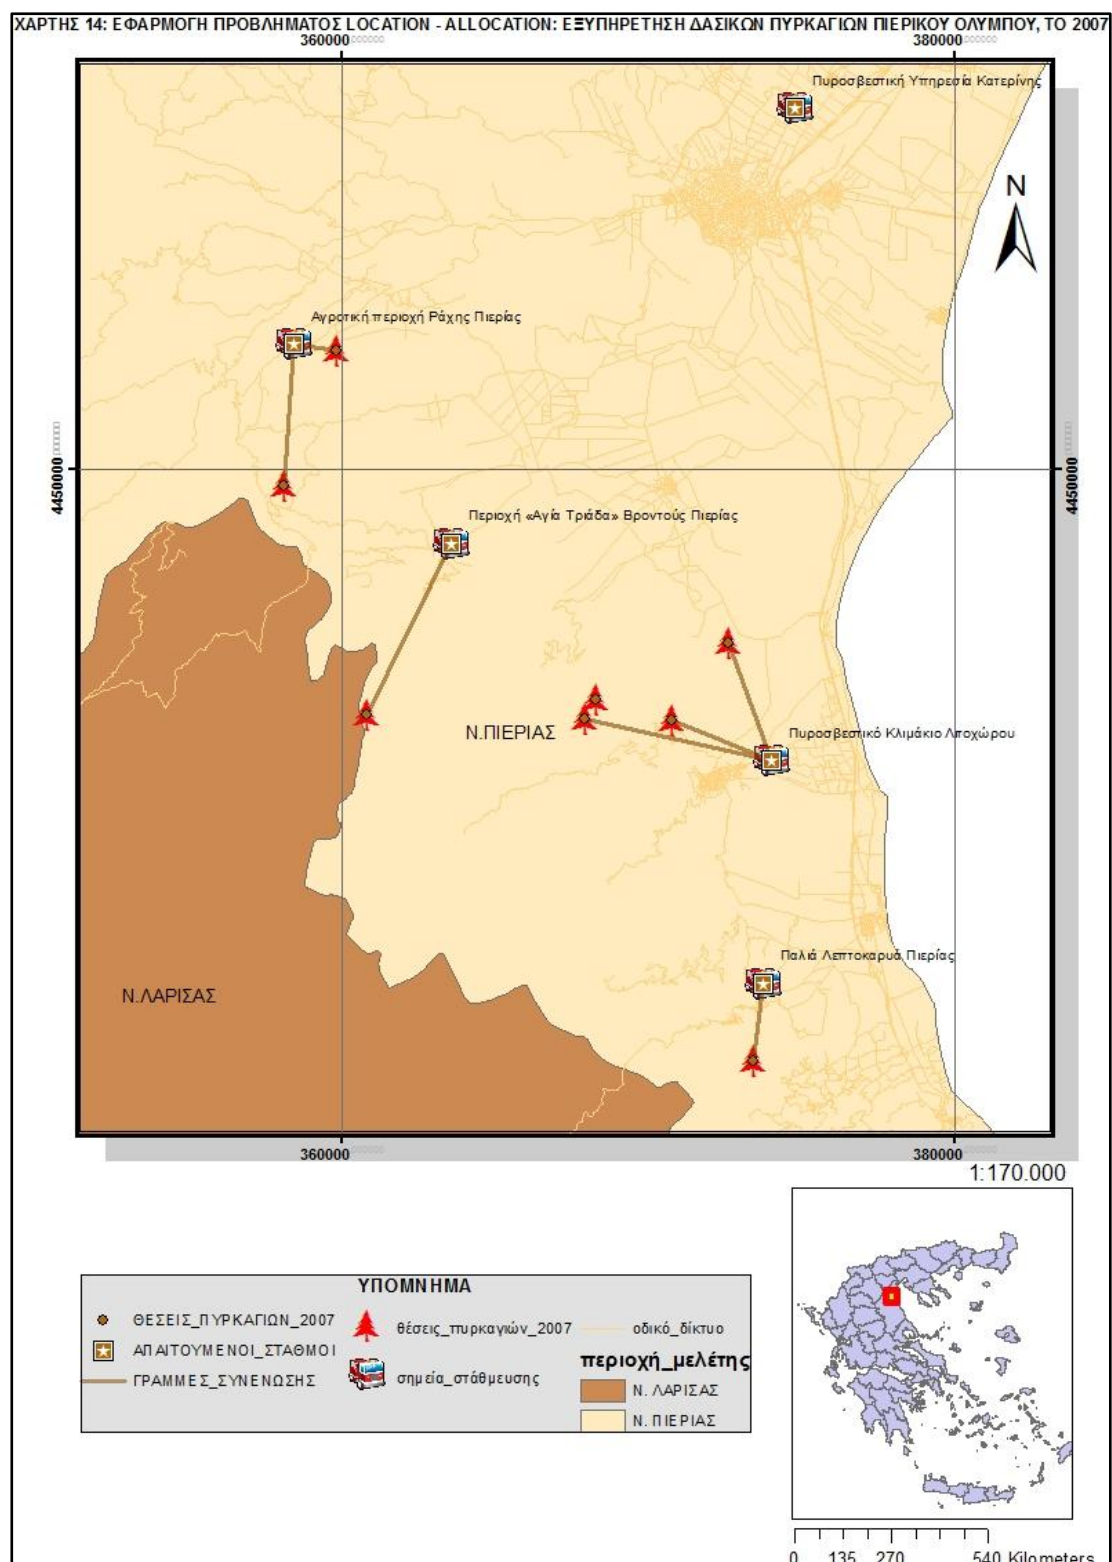 ΧΑΡΤΗΣ 14: ΕΦΑΡΜΟΓΗ ΠΡΟΒΛΗΜΑΤΟΣ LOCATION - ALLOCATION: ΕΞΥΠΗΡΕΤΗΣΗ ΔΑΣΙΚΩΝ ΠΥΡΚΑΓΙΩΝ ΠΙΕΡΙΚΟΥ ΟΛΥΜΠΟΥ, ΤΟ 2007
360000 380000
Πυροσβεστική Υπηρεσία Κατερίνης
N
Αγροτική περιοχή Ράχης Πιερίας
4450000 4450000
Περιοχή «Αγία Τριάδα» Βροντούς Πιερίας
Ν.ΠΙΕΡΙΑΣ
Πυροσβεστικό Κλιμάκιο Λιτοχώρου
Παλιά Λεπτοκαρυά Πιερίας
Ν.ΛΑΡΙΣΑΣ
360000 380000
1:170.000
ΥΠΟΜΝΗΜΑ
ΘΕΣΕΙΣ_ΠΥΡΚΑΓΙΩΝ_2007
ΑΠΑΙΤΟΥΜΕΝΟΙ_ΣΤΑΘΜΟΙ
ΓΡΑΜΜΕΣ_ΣΥΝΕΝΩΣΗΣ
θέσεις_πυρκαγιών_2007
σημεία_στάθμευσης
οδικό_δίκτυο
περιοχή_μελέτης
Ν. ΛΑΡΙΣΑΣ
Ν. ΠΙΕΡΙΑΣ
0 135 270 540 Kilometers